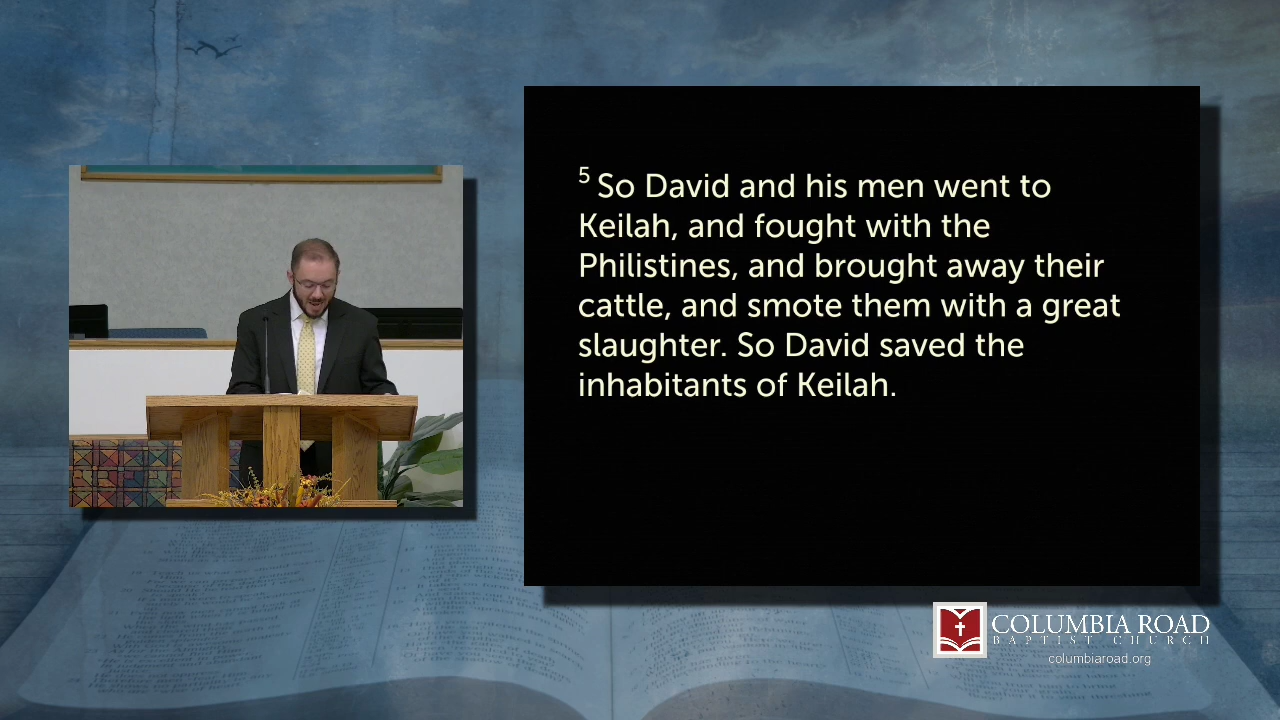 5 So David and his men went to
Keilah, and fought with the
Philistines, and brought away their
cattle, and smote them with a great
slaughter. So David saved the
inhabitants of Keilah.
COLUMBIA ROAD
BAPTIST CHURCH
columbiaroad.org